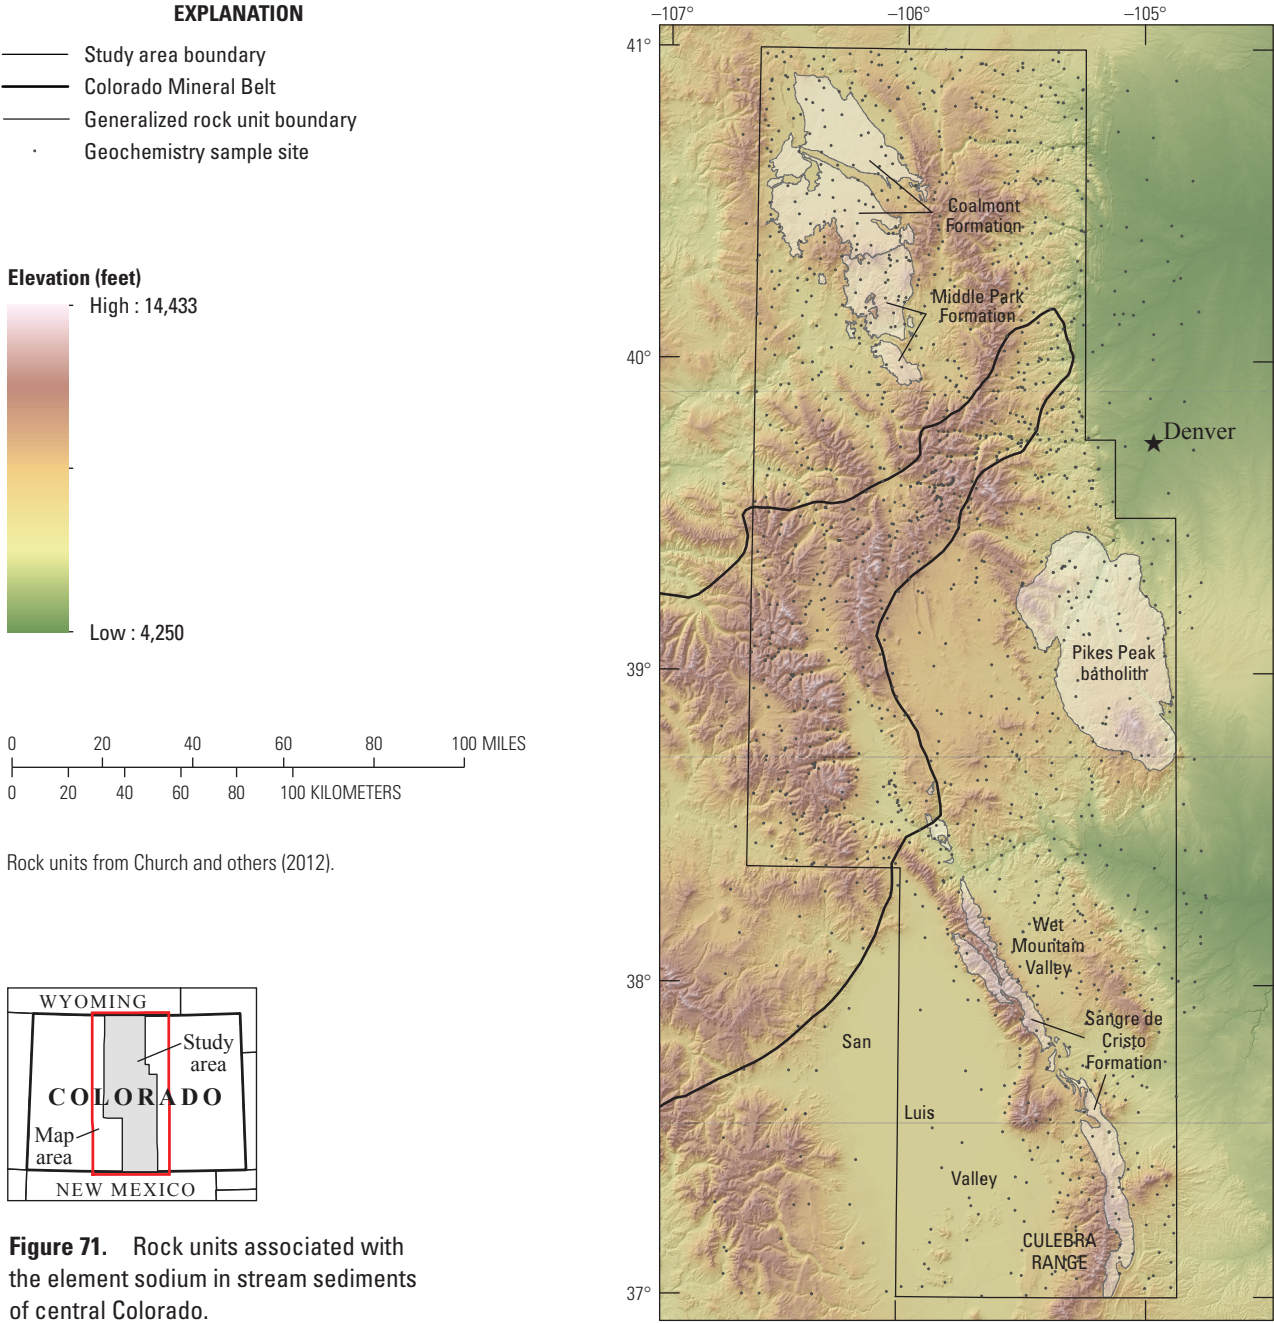 EXPLANATION
Study area boundary
Colorado Mineral Belt
Generalized rock unit boundary
Geochemistry sample site
Elevation (feet)
High : 14,433
Low : 4,250
0 20 40 60 80 100 MILES
0 20 40 60 80 100 KILOMETERS
Rock units from Church and others (2012).
WYOMING
Study
area
COLORADO
Map
area
NEW MEXICO
Figure 71. Rock units associated with
the element sodium in stream sediments
of central Colorado.
–107° –106° –105°
41°
40°
39°
38°
37°
Coalmont
Formation
Middle Park
Formation
Denver
Pikes Peak
batholith
Wet
Mountain
Valley
Sangre de
Cristo
Formation
San
Luis
Valley
CULEBRA
RANGE